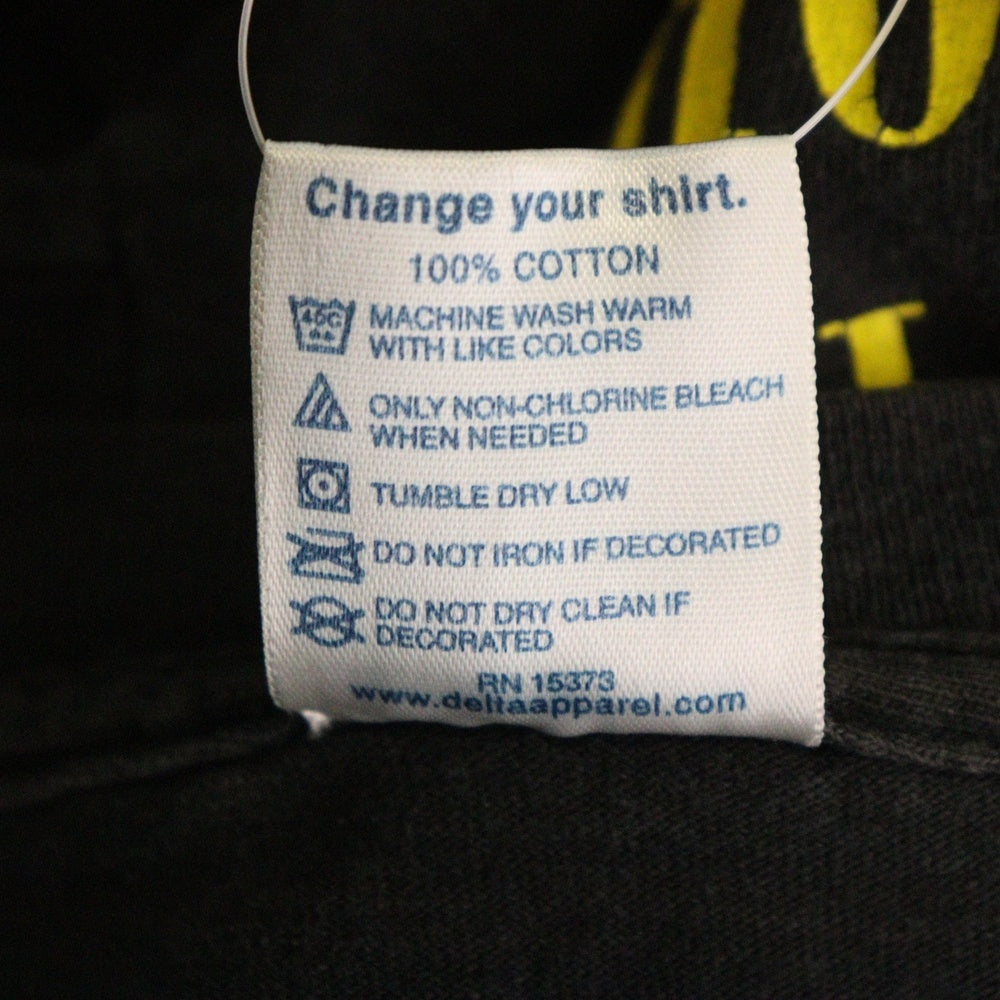 Change your shirt.
100% COTTON
40C
MACHINE WASH WARM
WITH LIKE COLORS
ONLY NON-CHLORINE BLEACH
WHEN NEEDED
TUMBLE DRY LOW
DO NOT IRON IF DECORATED
DO NOT DRY CLEAN IF
DECORATED
RN 15373
www.deltaapparel.com